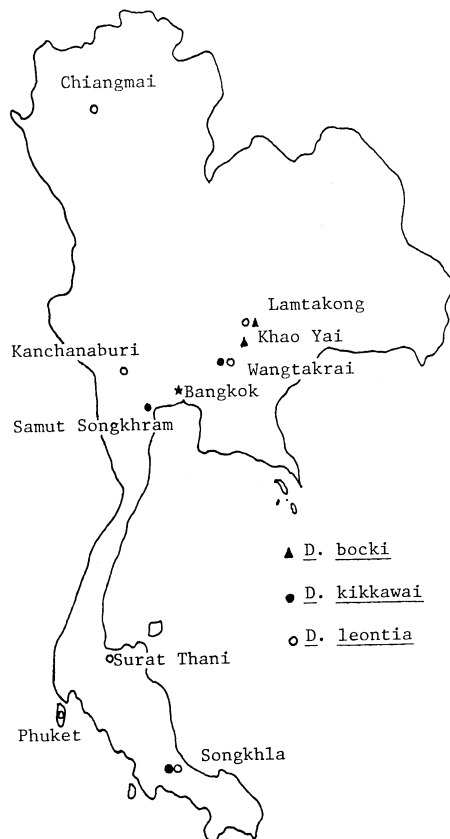 Chiangmai
Lamtakong
Khao Yai
Kanchanaburi
Wangtakrai
Bangkok
Samut Songkhram
D. bocki
D. kikkawai
D. leontia
Surat Thani
Phuket
Songkhla